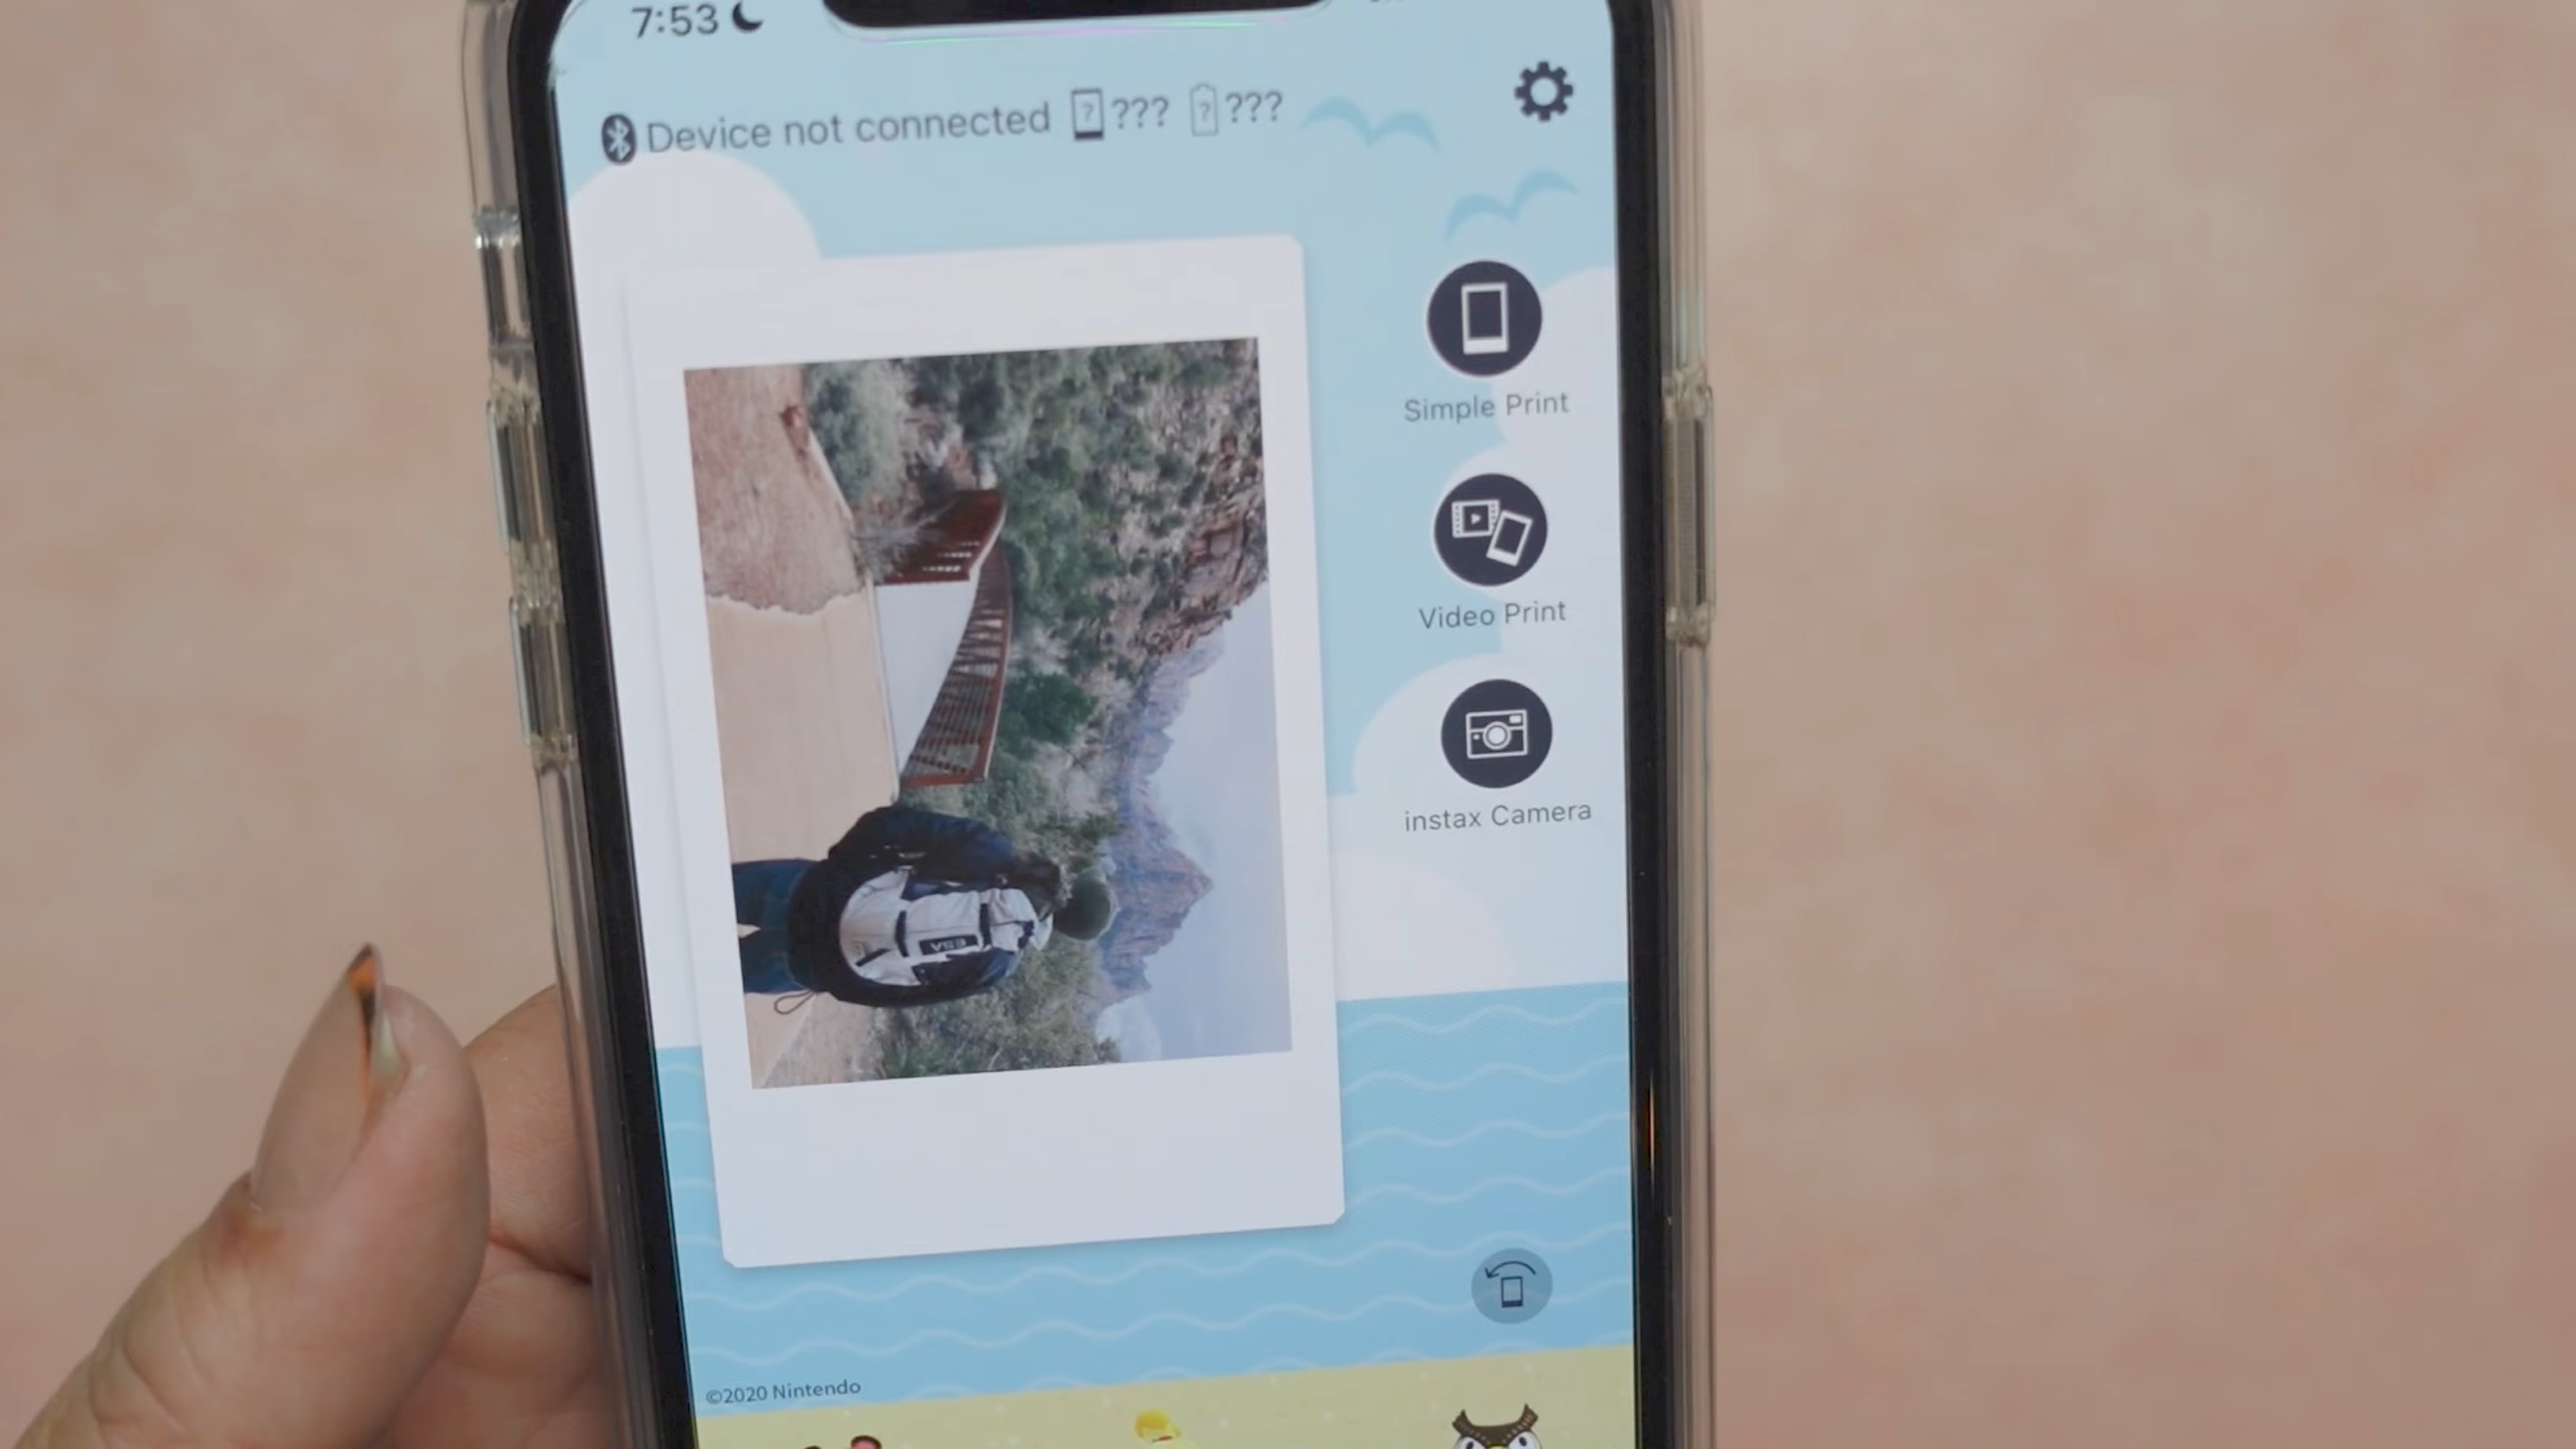 7:53
Device not connected ? ??? ? ???
Simple Print
Video Print
instax Camera
©2020 Nintendo